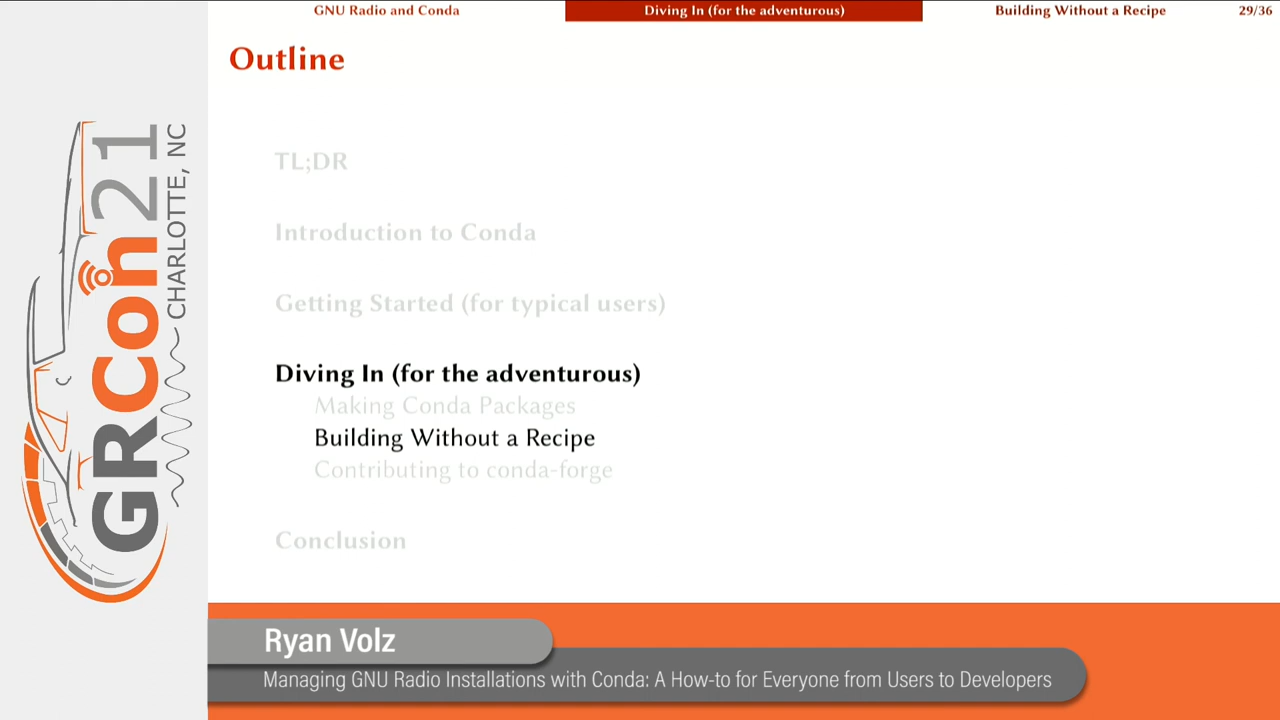 GNU Radio and Conda
Diving In (for the adventurous)
Building Without a Recipe
29/36
Outline
TL;DR
Introduction to Conda
Getting Started (for typical users)
Diving In (for the adventurous)
Making Conda Packages
Building Without a Recipe
Contributing to conda-forge
Conclusion
GRCon21
CHARLOTTE, NC
Ryan Volz
Managing GNU Radio Installations with Conda: A How-to for Everyone from Users to Developers